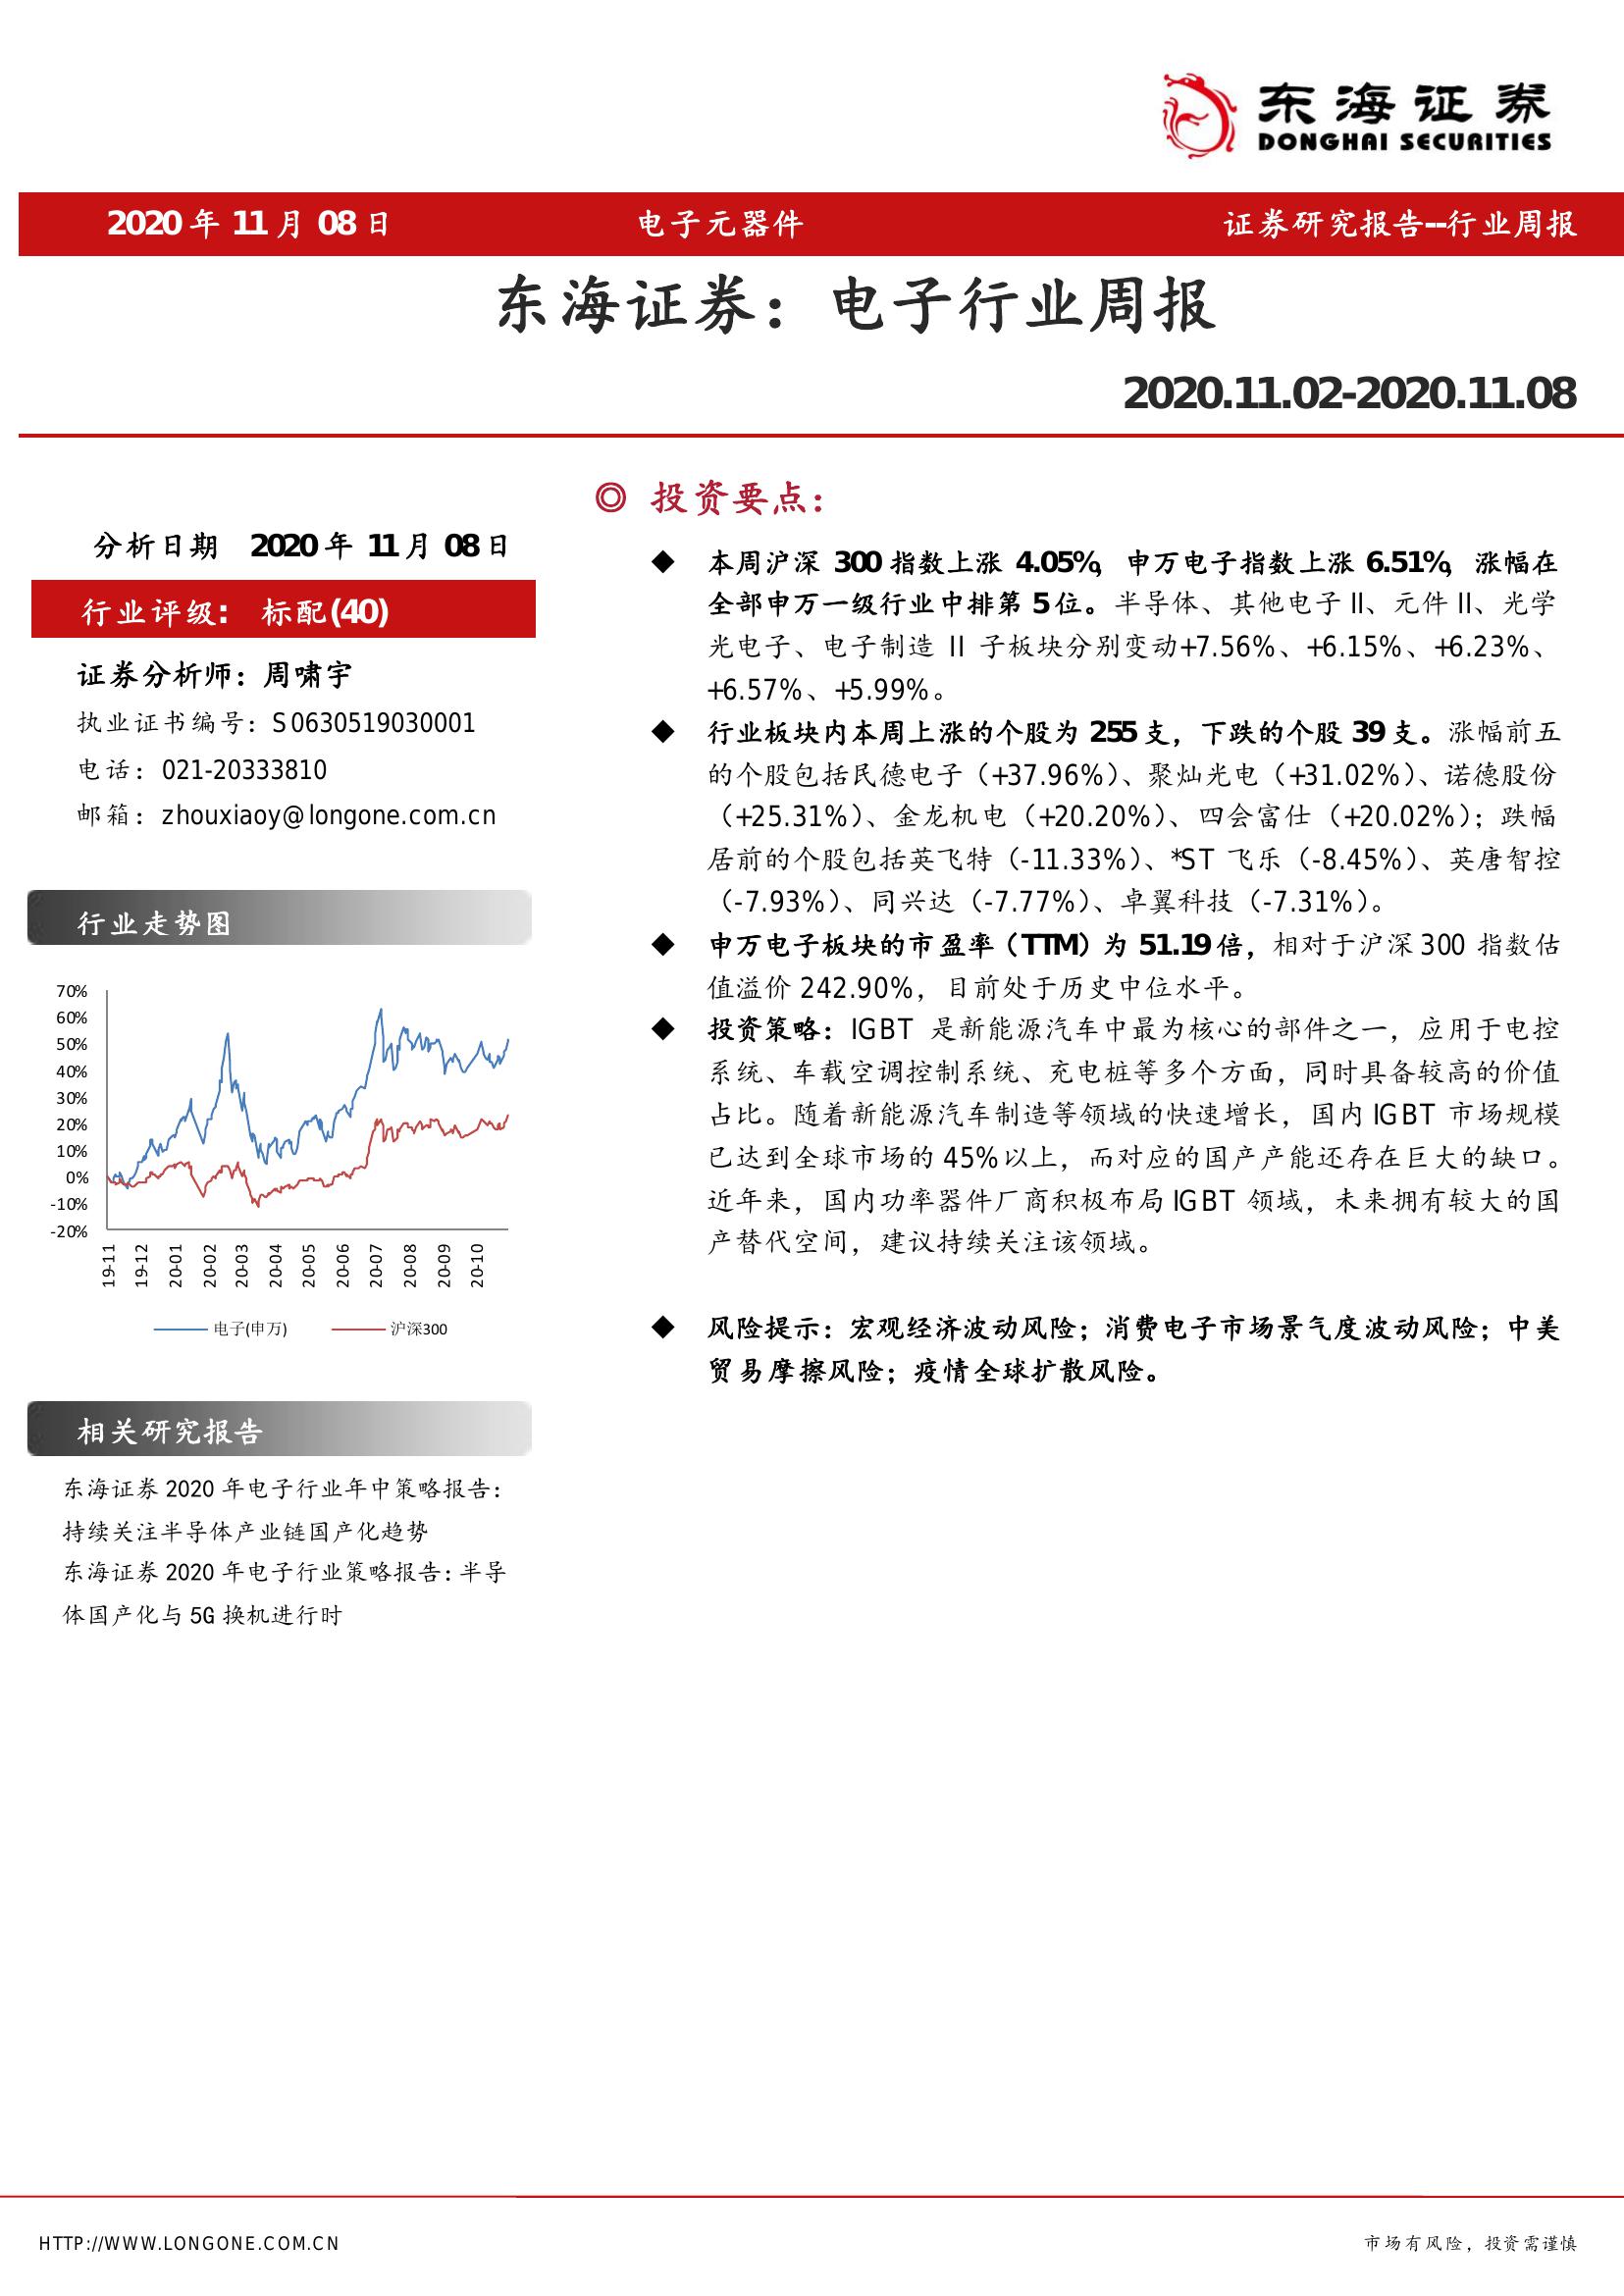 东海证券
DONGHAI SECURITIES
2020 年 11 月 08 日 电子元器件 证券研究报告--行业周报
东海证券：电子行业周报
2020.11.02-2020.11.08
分析日期 2020 年 11 月 08 日
行业评级: 标配(40)
证券分析师：周啸宇
执业证书编号：S0630519030001
电话：021-20333810
邮箱：zhouxiaoy@longone.com.cn
行业走势图
70%
60%
50%
40%
30%
20%
10%
0%
-10%
-20%
19-11 19-12 20-01 20-02 20-03 20-04 20-05 20-06 20-07 20-08 20-09 20-10
电子(申万) 沪深300
相关研究报告
东海证券 2020 年电子行业年中策略报告：
持续关注半导体产业链国产化趋势
东海证券 2020 年电子行业策略报告：半导
体国产化与 5G 换机进行时
◎ 投资要点：
◆ 本周沪深 300 指数上涨 4.05%，申万电子指数上涨 6.51%，涨幅在
全部申万一级行业中排第 5 位。半导体、其他电子 II、元件 II、光学
光电子、电子制造 II 子板块分别变动+7.56%、+6.15%、+6.23%、
+6.57%、+5.99%。
◆ 行业板块内本周上涨的个股为 255 支，下跌的个股 39 支。涨幅前五
的个股包括民德电子（+37.96%）、聚灿光电（+31.02%）、诺德股份
（+25.31%）、金龙机电（+20.20%）、四会富仕（+20.02%）；跌幅
居前的个股包括英飞特（-11.33%）、*ST 飞乐（-8.45%）、英唐智控
（-7.93%）、同兴达（-7.77%）、卓翼科技（-7.31%）。
◆ 申万电子板块的市盈率（TTM）为 51.19 倍，相对于沪深 300 指数估
值溢价 242.90%，目前处于历史中位水平。
◆ 投资策略：IGBT 是新能源汽车中最为核心的部件之一，应用于电控
系统、车载空调控制系统、充电桩等多个方面，同时具备较高的价值
占比。随着新能源汽车制造等领域的快速增长，国内 IGBT 市场规模
已达到全球市场的 45%以上，而对应的国产产能还存在巨大的缺口。
近年来，国内功率器件厂商积极布局 IGBT 领域，未来拥有较大的国
产替代空间，建议持续关注该领域。
◆ 风险提示：宏观经济波动风险；消费电子市场景气度波动风险；中美
贸易摩擦风险；疫情全球扩散风险。
HTTP://WWW.LONGONE.COM.CN 市场有风险，投资需谨慎